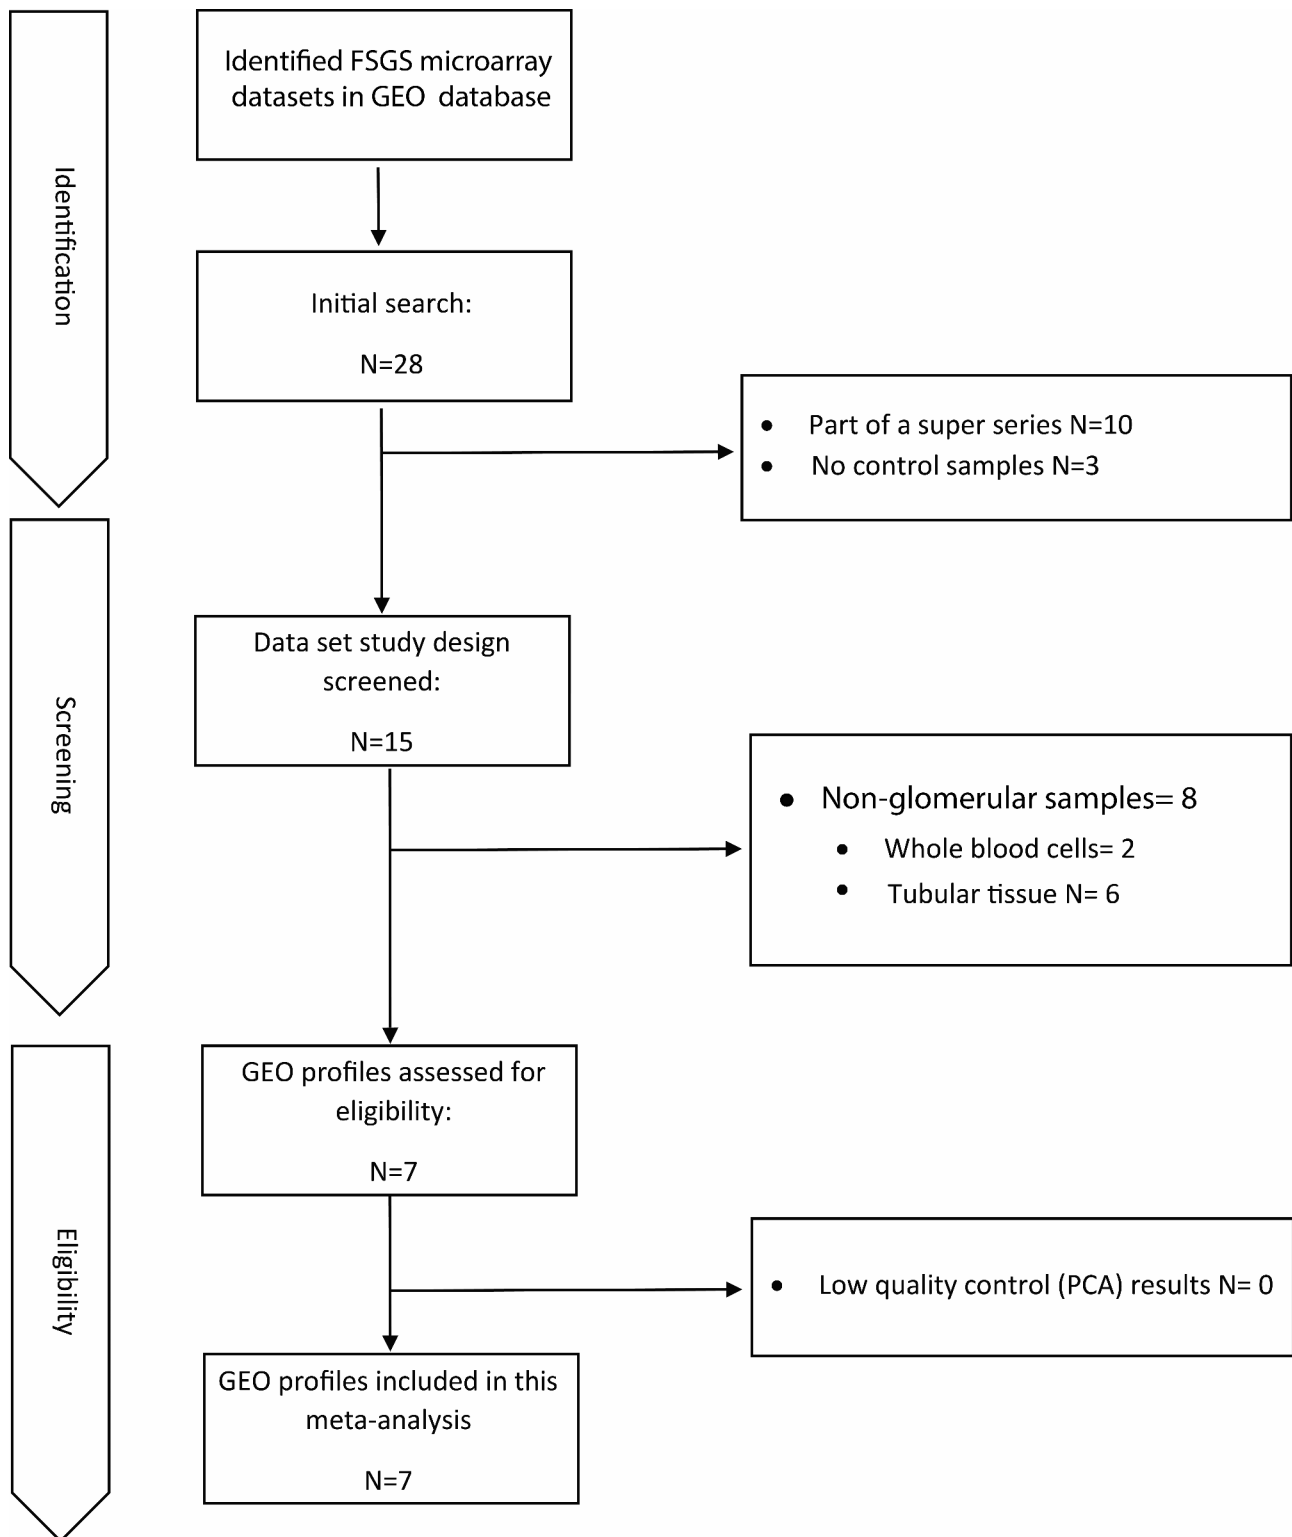 Identification
Identified FSGS microarray
datasets in GEO database
Initial search:
N=28
• Part of a super series N=10
• No control samples N=3
Screening
Data set study design
screened:
N=15
• Non-glomerular samples= 8
• Whole blood cells= 2
• Tubular tissue N= 6
Eligibility
GEO profiles assessed for
eligibility:
N=7
• Low quality control (PCA) results N= 0
GEO profiles included in this
meta-analysis
N=7